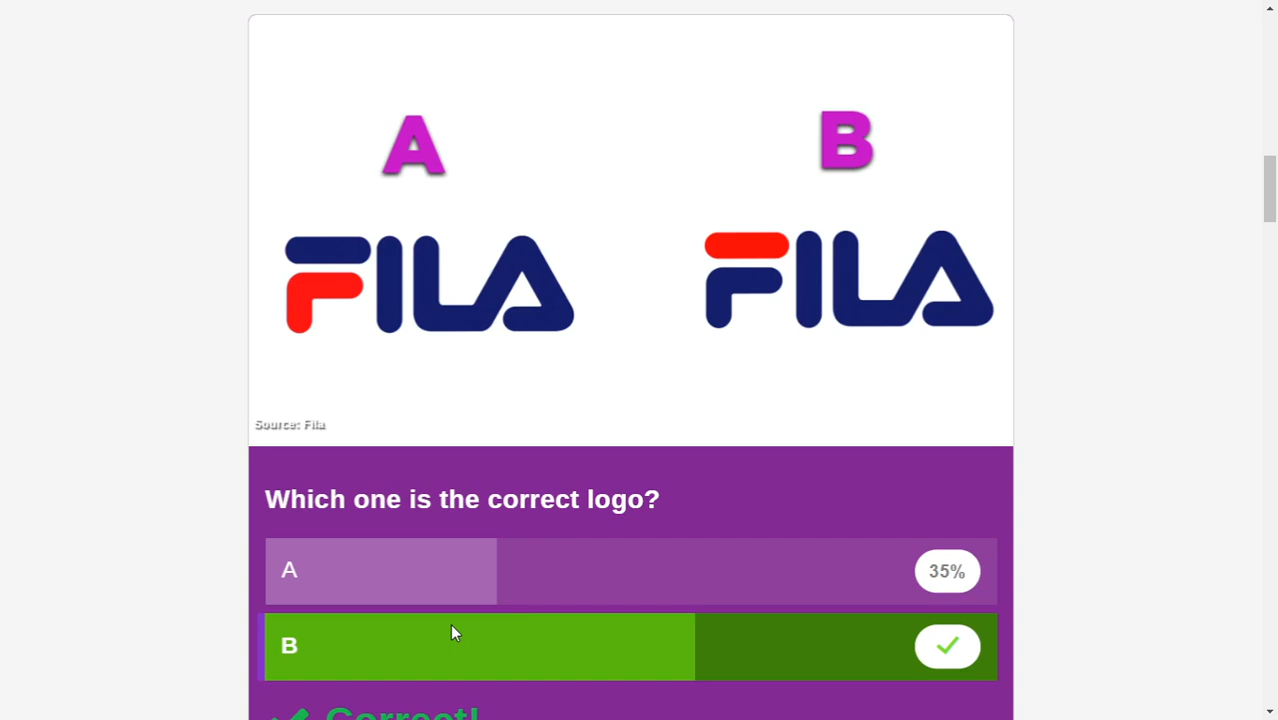 A B
FILA FILA
Source: Fila
Which one is the correct logo?
A 35%
B
Correct!